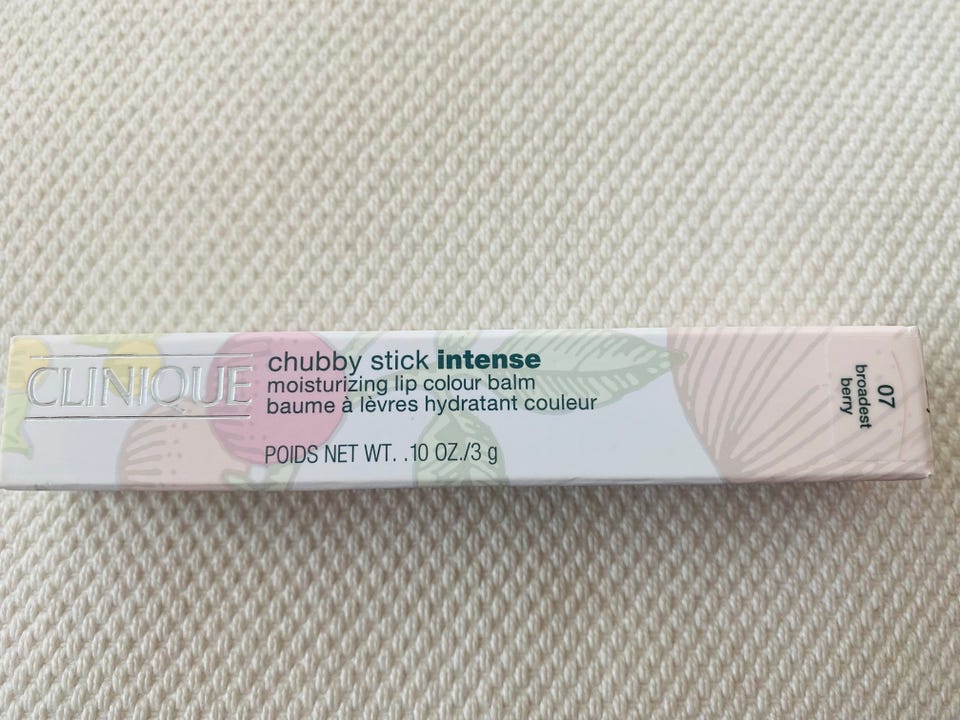 CLINIQUE
chubby stick intense
moisturizing lip colour balm
baume à lèvres hydratant couleur
POIDS NET WT. .10 OZ./3 g
07
broadest
berry